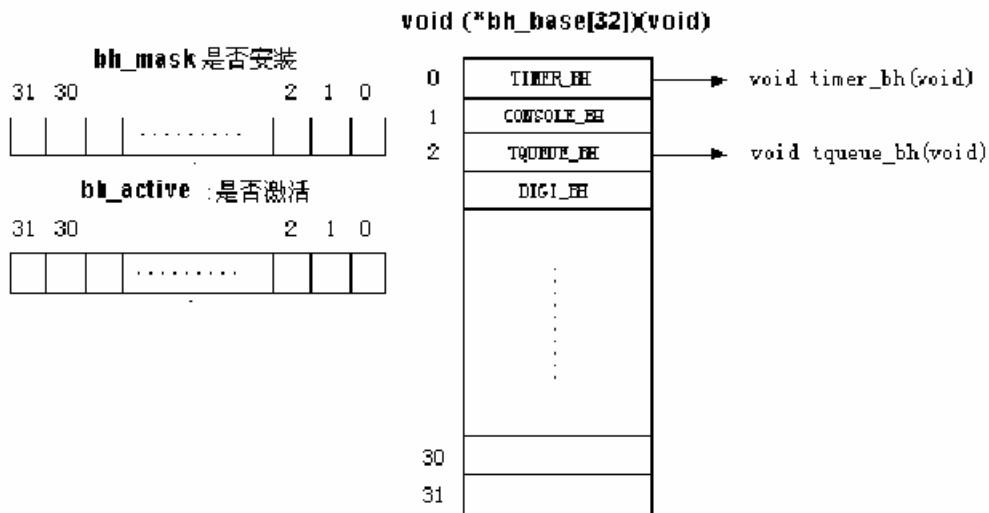 void (*bh_base[32])(void)
bh_mask 是否安装
31 30 2 1 0
.........
bh_active :是否激活
31 30 2 1 0
.........
0 TIMER_BH void timer_bh(void)
1 CONSOLE_BH
2 TQUEUE_BH void tqueue_bh(void)
DIGI_BH
30
31